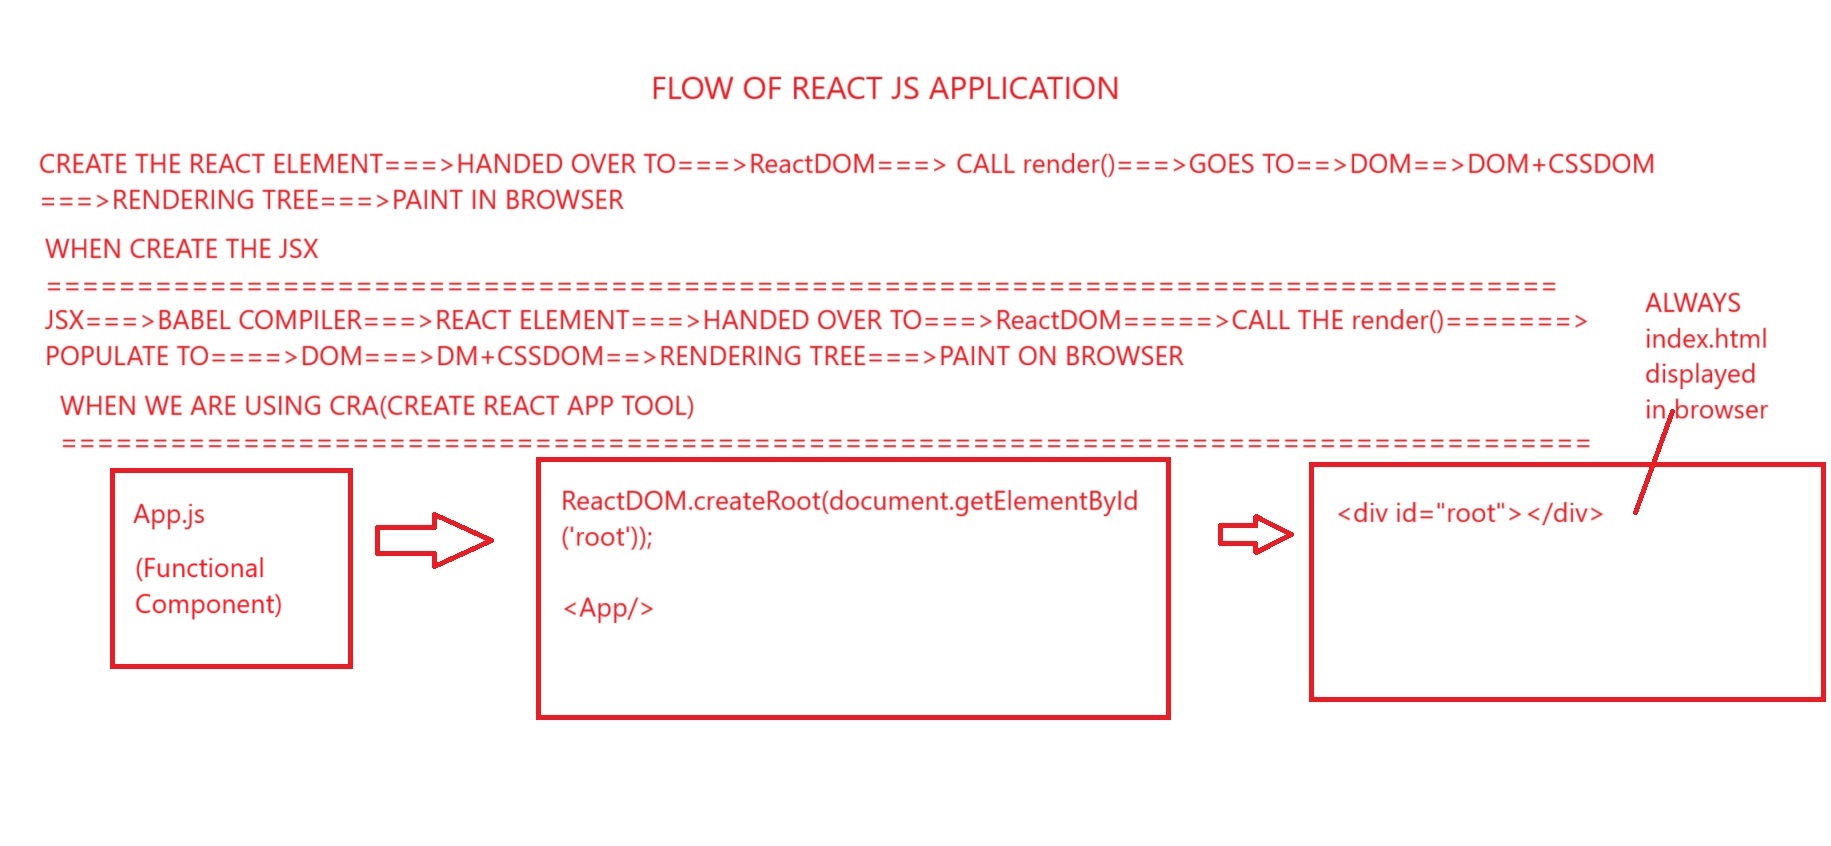 FLOW OF REACT JS APPLICATION
CREATE THE REACT ELEMENT===>HANDED OVER TO===>ReactDOM===> CALL render()===>GOES TO==>DOM==>DOM+CSSDOM
===>RENDERING TREE===>PAINT IN BROWSER
WHEN CREATE THE JSX
===================================================================================
JSX===>BABEL COMPILER===>REACT ELEMENT===>HANDED OVER TO===>ReactDOM=====>CALL THE render()=======>
POPULATE TO====>DOM===>DM+CSSDOM==>RENDERING TREE===>PAINT ON BROWSER
ALWAYS
index.html
displayed
in browser
WHEN WE ARE USING CRA(CREATE REACT APP TOOL)
====================================================================================
App.js
(Functional
Component)
ReactDOM.createRoot(document.getElementById
('root'));
<App/>
<div id="root"></div>